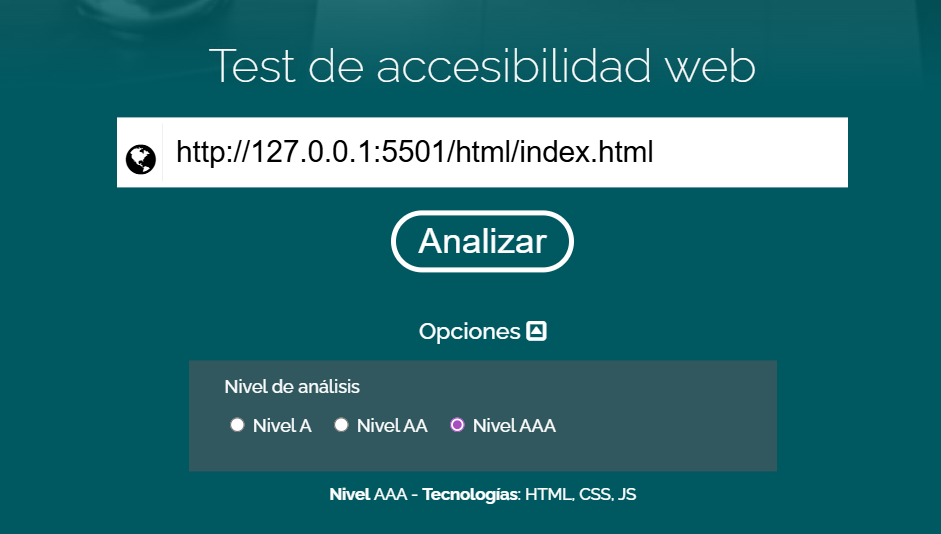 Test de accesibilidad web
http://127.0.0.1:5501/html/index.html
Analizar
Opciones
Nivel de análisis
Nivel A Nivel AA Nivel AAA
Nivel AAA - Tecnologías: HTML, CSS, JS